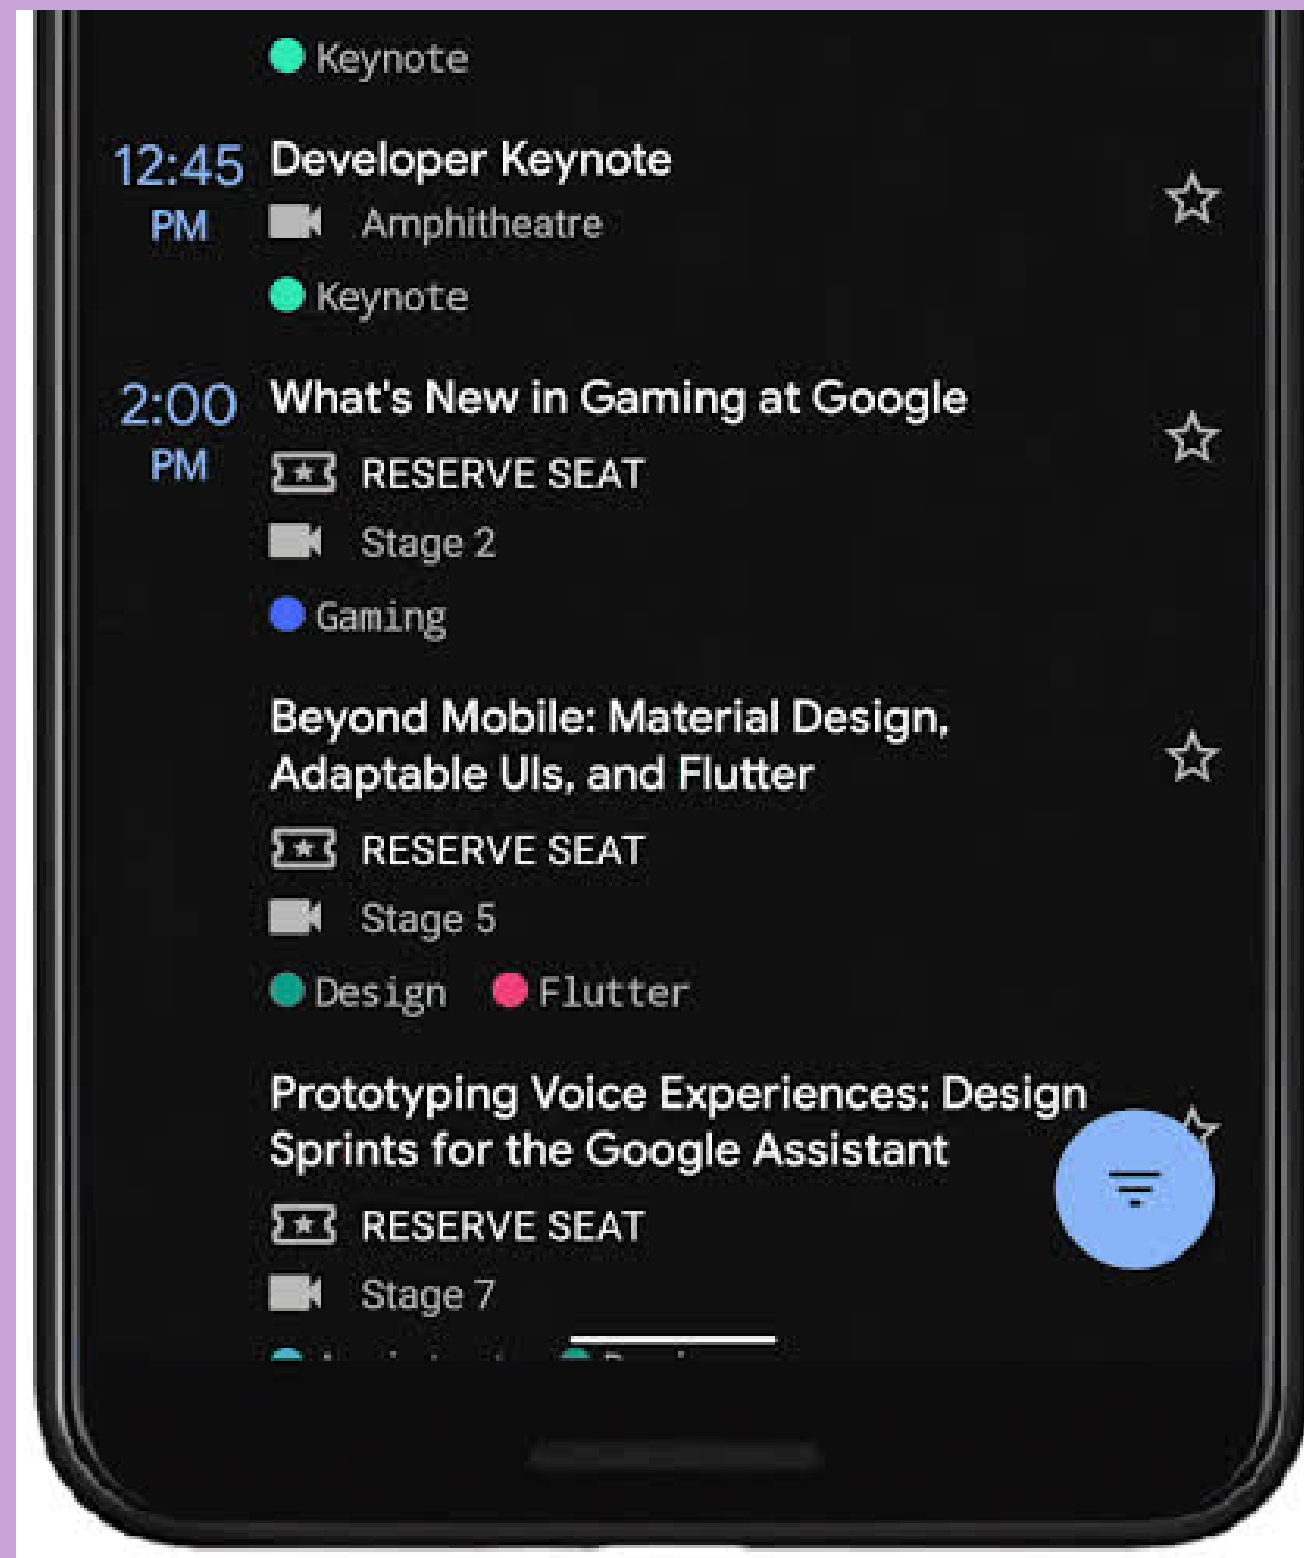 Keynote
12:45 PM
Developer Keynote
Amphitheatre
Keynote
2:00 PM
What's New in Gaming at Google
RESERVE SEAT
Stage 2
Gaming
Beyond Mobile: Material Design,
Adaptable UIs, and Flutter
RESERVE SEAT
Stage 5
Design Flutter
Prototyping Voice Experiences: Design
Sprints for the Google Assistant
RESERVE SEAT
Stage 7